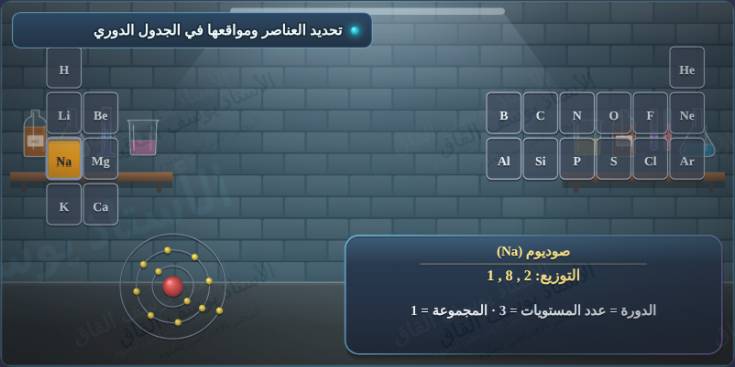 تحديد العناصر ومواقعها في الجدول الدوري
H He
Li Be B C N O F Ne
Na Mg Al Si P S Cl Ar
K Ca
صوديوم (Na)
التوزيع: 2 , 8 , 1
الدورة = عدد المستويات = 3 · المجموعة = 1